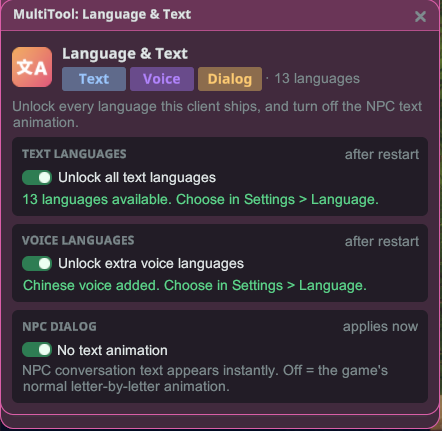 MultiTool: Language & Text
文A
Language & Text
Text Voice Dialog · 13 languages
Unlock every language this client ships, and turn off the NPC text
animation.
TEXT LANGUAGES after restart
Unlock all text languages
13 languages available. Choose in Settings > Language.
VOICE LANGUAGES after restart
Unlock extra voice languages
Chinese voice added. Choose in Settings > Language.
NPC DIALOG applies now
No text animation
NPC conversation text appears instantly. Off = the game's
normal letter-by-letter animation.